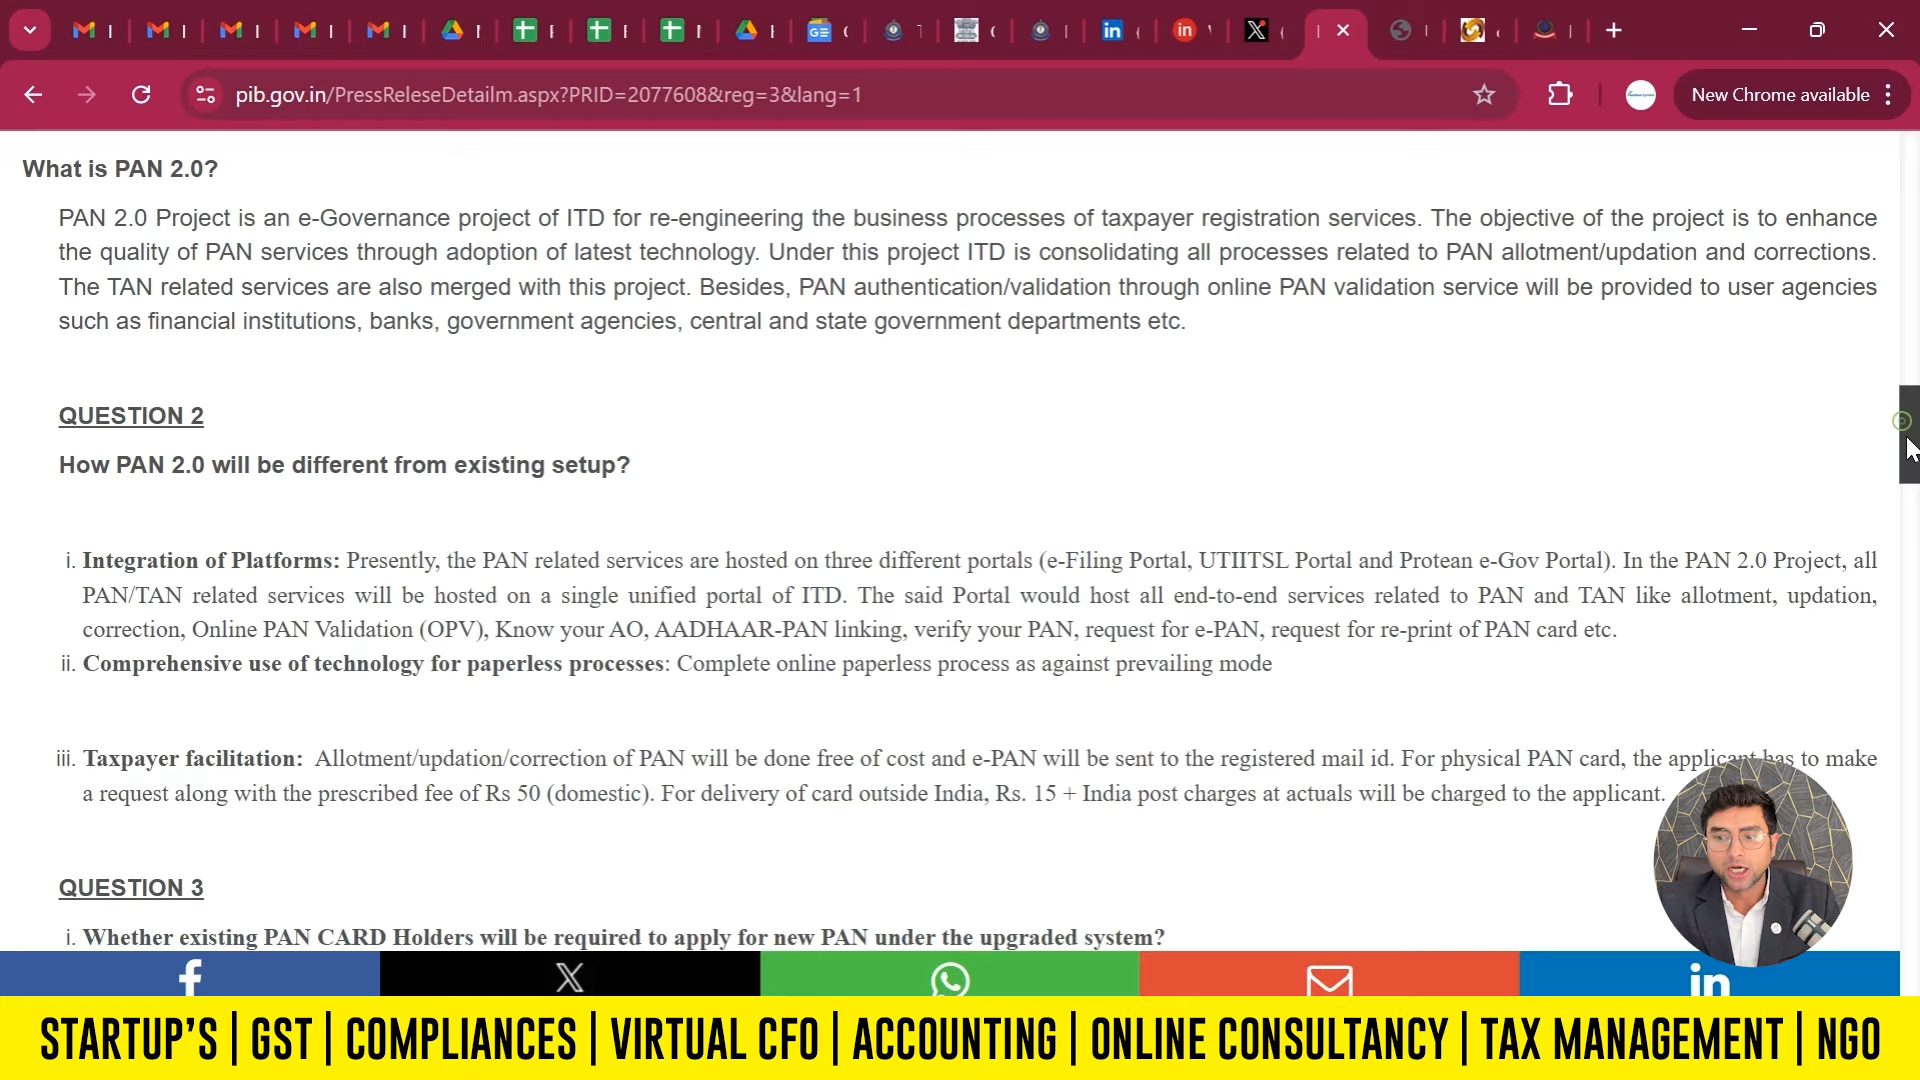 pib.gov.in/PressReleseDetailm.aspx?PRID=2077608&reg=3&lang=1
New Chrome available
What is PAN 2.0?
PAN 2.0 Project is an e-Governance project of ITD for re-engineering the business processes of taxpayer registration services. The objective of the project is to enhance
the quality of PAN services through adoption of latest technology. Under this project ITD is consolidating all processes related to PAN allotment/updation and corrections.
The TAN related services are also merged with this project. Besides, PAN authentication/validation through online PAN validation service will be provided to user agencies
such as financial institutions, banks, government agencies, central and state government departments etc.
QUESTION 2
How PAN 2.0 will be different from existing setup?
i. Integration of Platforms: Presently, the PAN related services are hosted on three different portals (e-Filing Portal, UTIITSL Portal and Protean e-Gov Portal). In the PAN 2.0 Project, all
PAN/TAN related services will be hosted on a single unified portal of ITD. The said Portal would host all end-to-end services related to PAN and TAN like allotment, updation,
correction, Online PAN Validation (OPV), Know your AO, AADHAAR-PAN linking, verify your PAN, request for e-PAN, request for re-print of PAN card etc.
ii. Comprehensive use of technology for paperless processes: Complete online paperless process as against prevailing mode
iii. Taxpayer facilitation: Allotment/updation/correction of PAN will be done free of cost and e-PAN will be sent to the registered mail id. For physical PAN card, the applicant has to make
a request along with the prescribed fee of Rs 50 (domestic). For delivery of card outside India, Rs. 15 + India post charges at actuals will be charged to the applicant.
QUESTION 3
i. Whether existing PAN CARD Holders will be required to apply for new PAN under the upgraded system?
STARTUP'S | GST | COMPLIANCES | VIRTUAL CFO | ACCOUNTING | ONLINE CONSULTANCY | TAX MANAGEMENT | NGO